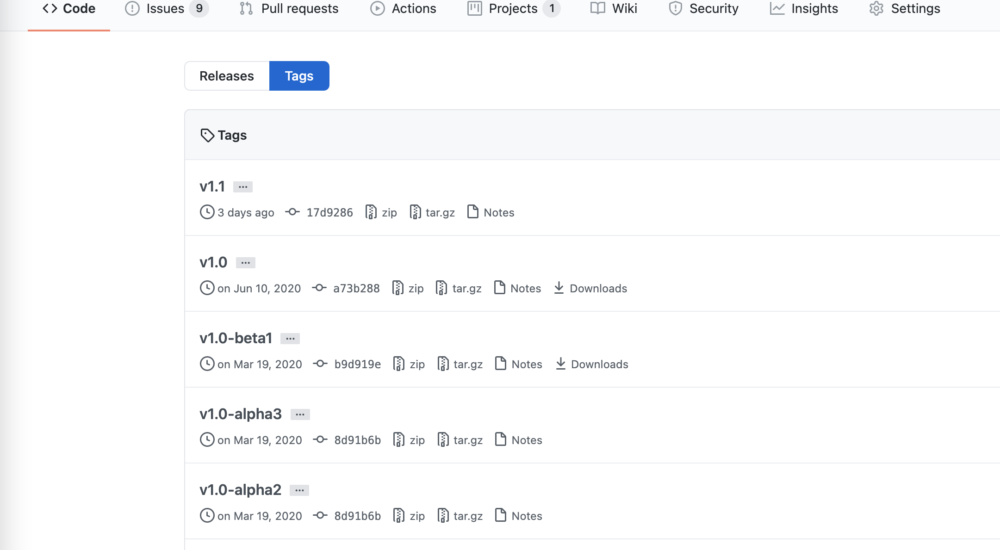 Code Issues 9 Pull requests Actions Projects 1 Wiki Security Insights Settings
Releases Tags
Tags
v1.1 ...
3 days ago 17d9286 zip tar.gz Notes
v1.0 ...
on Jun 10, 2020 a73b288 zip tar.gz Notes Downloads
v1.0-beta1 ...
on Mar 19, 2020 b9d919e zip tar.gz Notes Downloads
v1.0-alpha3 ...
on Mar 19, 2020 8d91b6b zip tar.gz Notes
v1.0-alpha2 ...
on Mar 19, 2020 8d91b6b zip tar.gz Notes